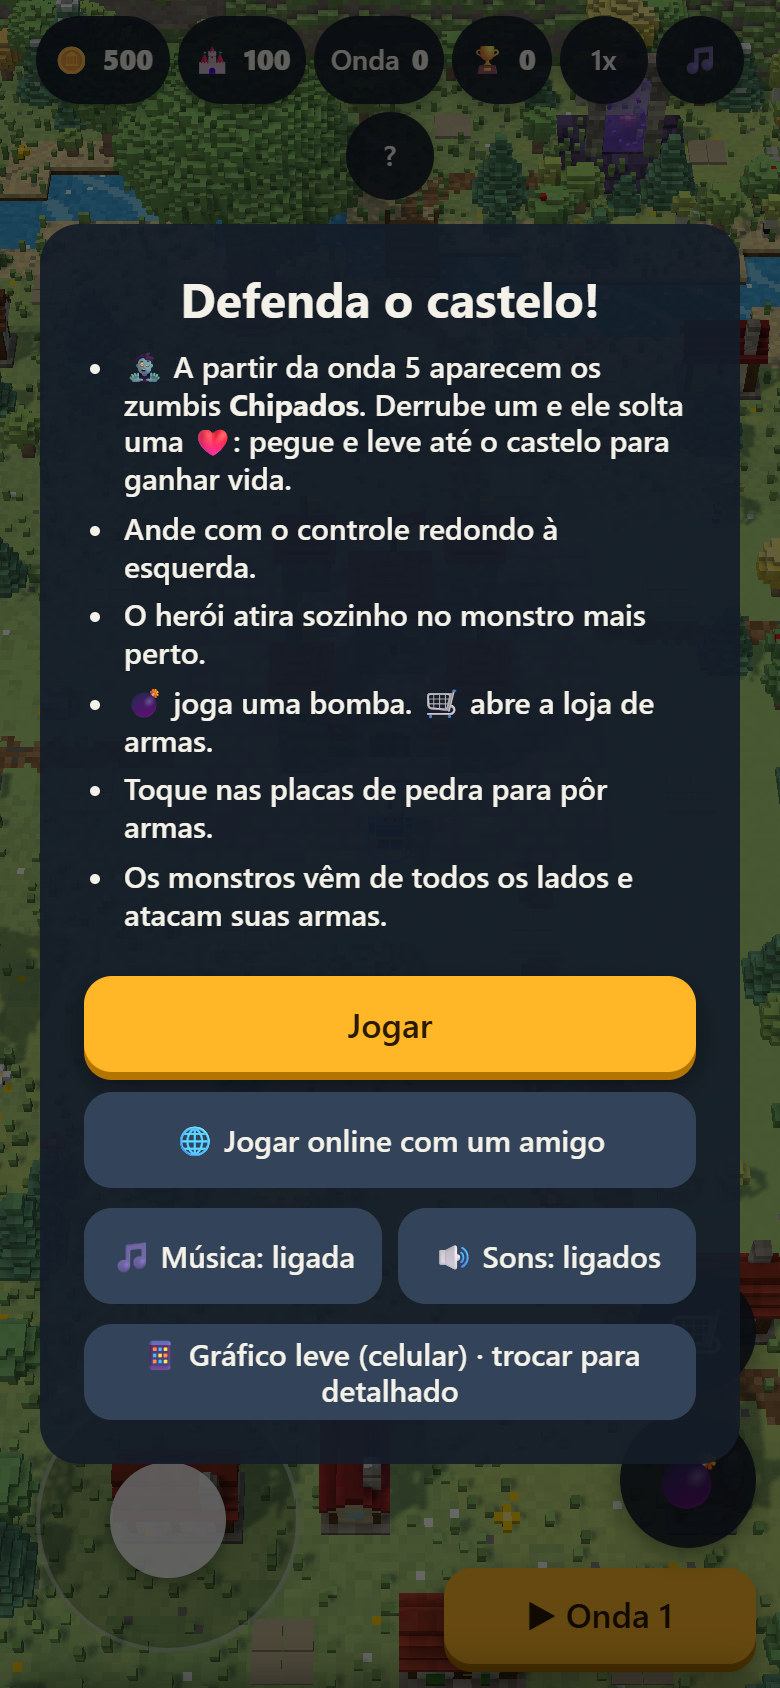 500 100 Onda 0 0 1x
?
Defenda o castelo!
A partir da onda 5 aparecem os
zumbis Chipados. Derrube um e ele solta
uma ❤️: pegue e leve até o castelo para
ganhar vida.
Ande com o controle redondo à
esquerda.
O herói atira sozinho no monstro mais
perto.
💣 joga uma bomba. 🛒 abre a loja de
armas.
Toque nas placas de pedra para pôr
armas.
Os monstros vêm de todos os lados e
atacam suas armas.
Jogar
Jogar online com um amigo
Música: ligada
Sons: ligados
Gráfico leve (celular) · trocar para
detalhado
▶ Onda 1